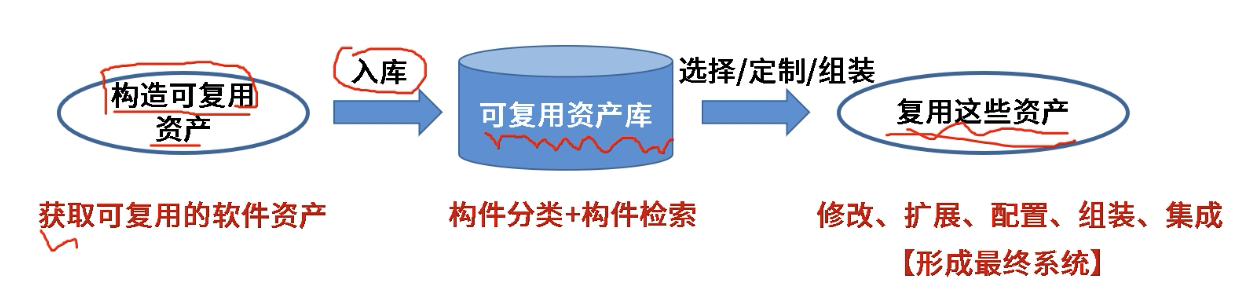 构造可复用
资产
入库
可复用资产库
选择/定制/组装
复用这些资产
获取可复用的软件资产
构件分类+构件检索
修改、扩展、配置、组装、集成
【形成最终系统】